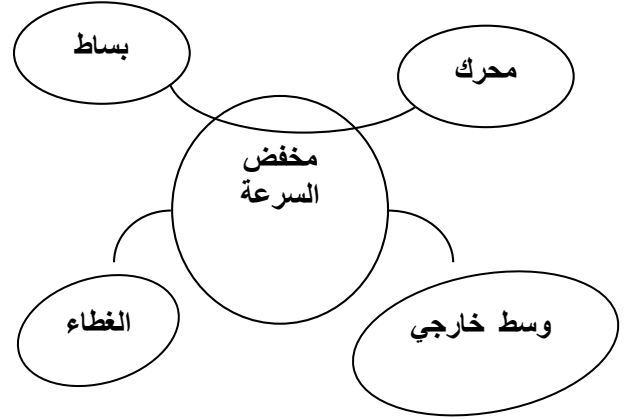 بساط
محرك
مخفض
السرعة
الغطاء
وسط خارجي